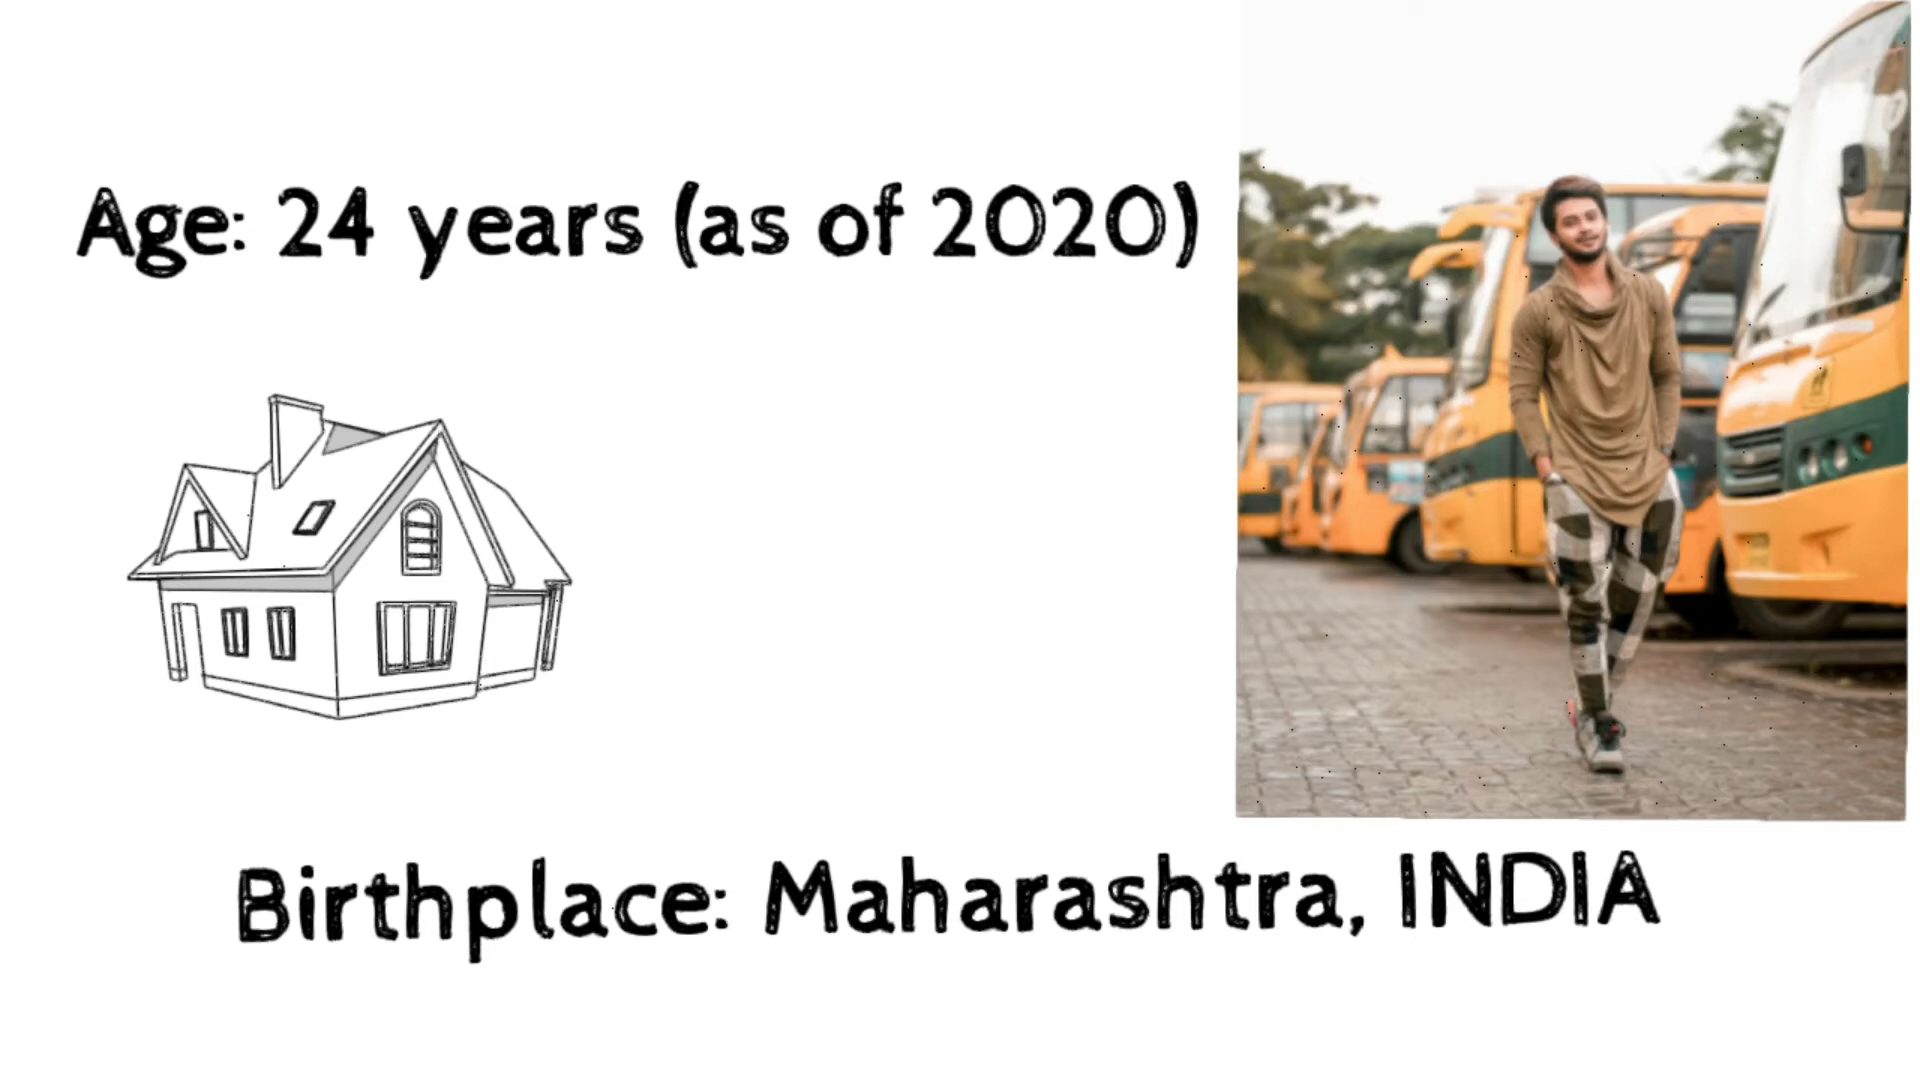 Age: 24 years (as of 2020)
Birthplace: Maharashtra, INDIA